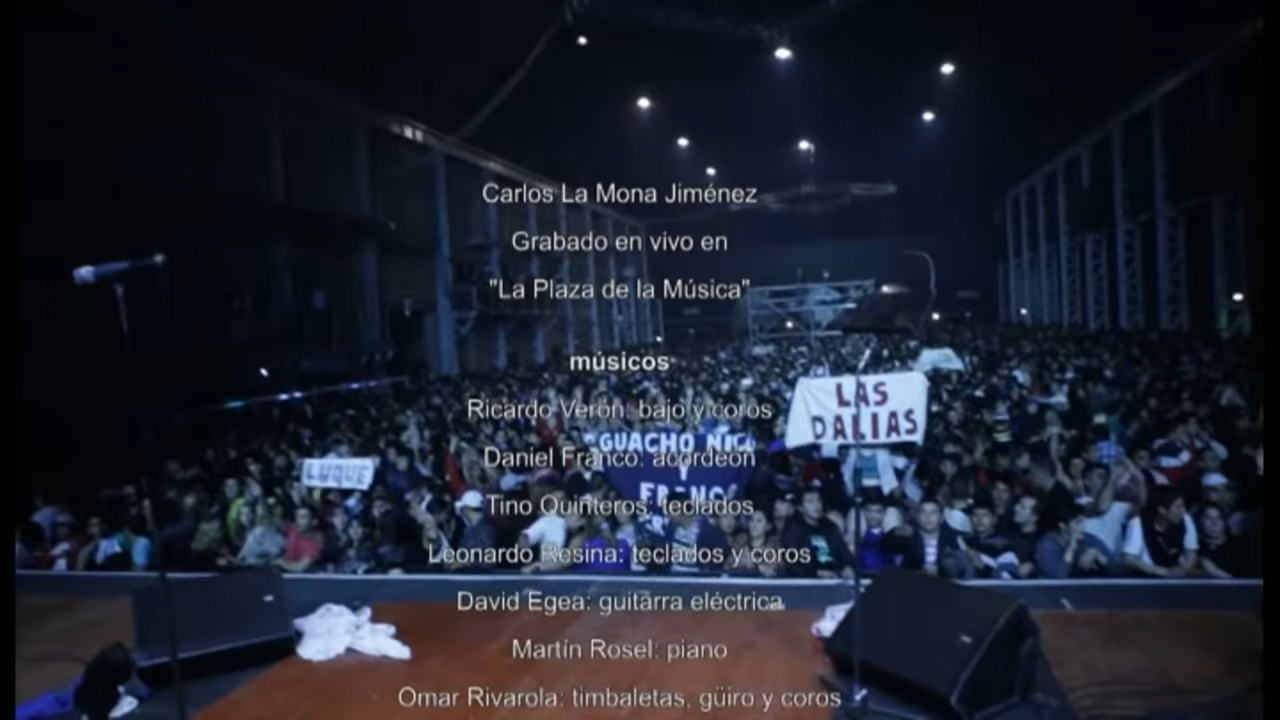 Carlos La Mona Jiménez
Grabado en vivo en
"La Plaza de la Música"
músicos
Ricardo Verón: bajo y coros
LAS
DALIAS
GUACHO NICO
Daniel Franco: acordeón
LUQUE
Y
FRANCO
Tino Quinteros: teclados
Leonardo Resina: teclados y coros
David Egea: guitarra eléctrica
Martín Rosel: piano
Omar Rivarola: timbaletas, güiro y coros